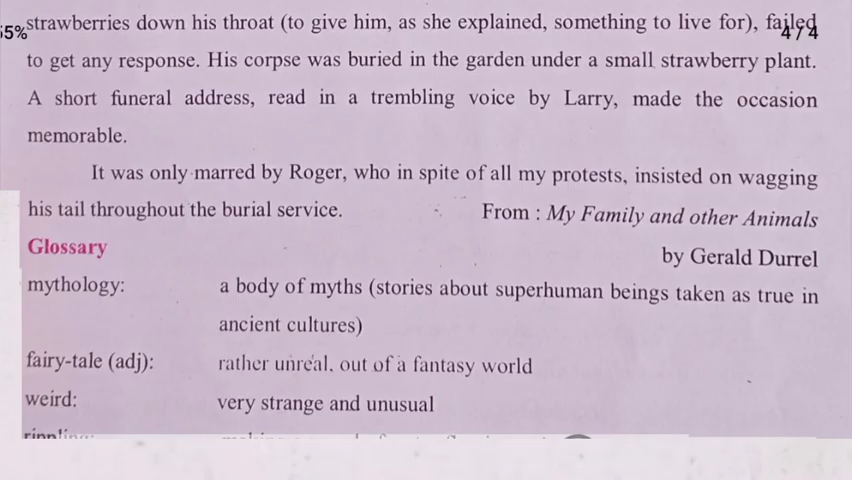 strawberries down his throat (to give him, as she explained, something to live for), failed
55% 4 / 4
to get any response. His corpse was buried in the garden under a small strawberry plant.
A short funeral address, read in a trembling voice by Larry, made the occasion
memorable.
It was only marred by Roger, who in spite of all my protests, insisted on wagging
his tail throughout the burial service. From : My Family and other Animals
Glossary by Gerald Durrel
mythology: a body of myths (stories about superhuman beings taken as true in
ancient cultures)
fairy-tale (adj): rather unreal, out of a fantasy world
weird: very strange and unusual